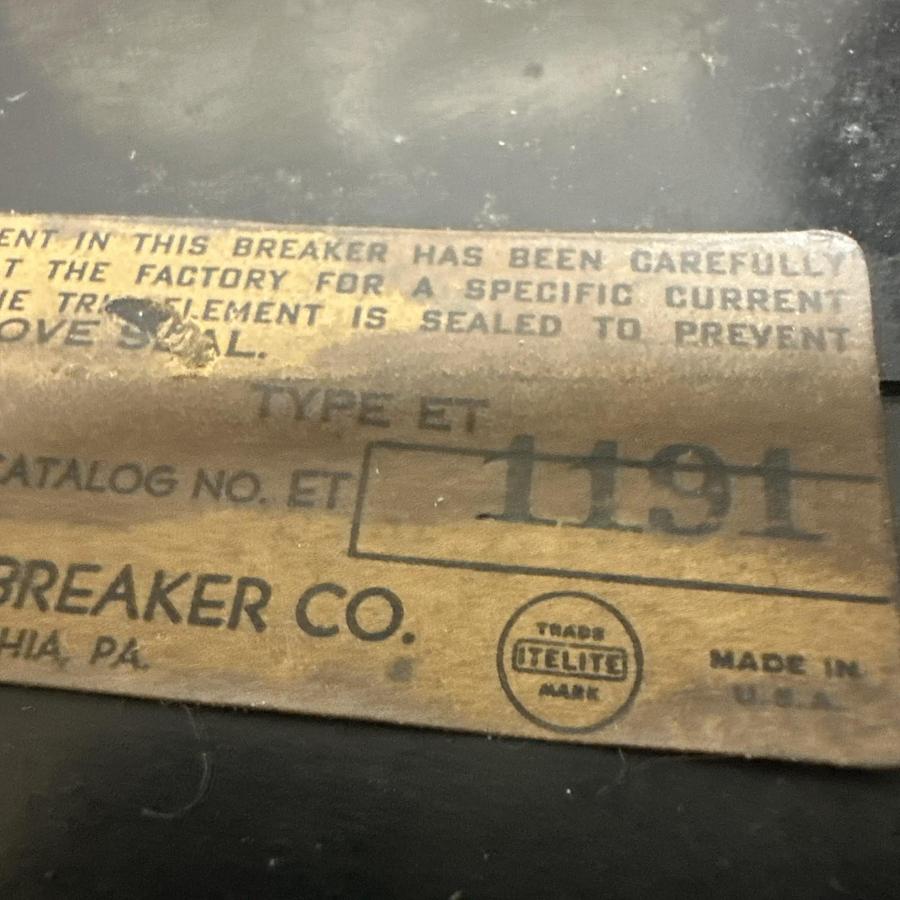 ENT IN THIS BREAKER HAS BEEN CAREFULLY
T THE FACTORY FOR A SPECIFIC CURRENT
ELEMENT IS SEALED TO PREVENT
OVE SEAL.
TYPE ET
CATALOG NO. ET 1191
BREAKER CO.
HIA, PA.
TRADE
ITELITE
MARK
MADE IN
U.S.A.